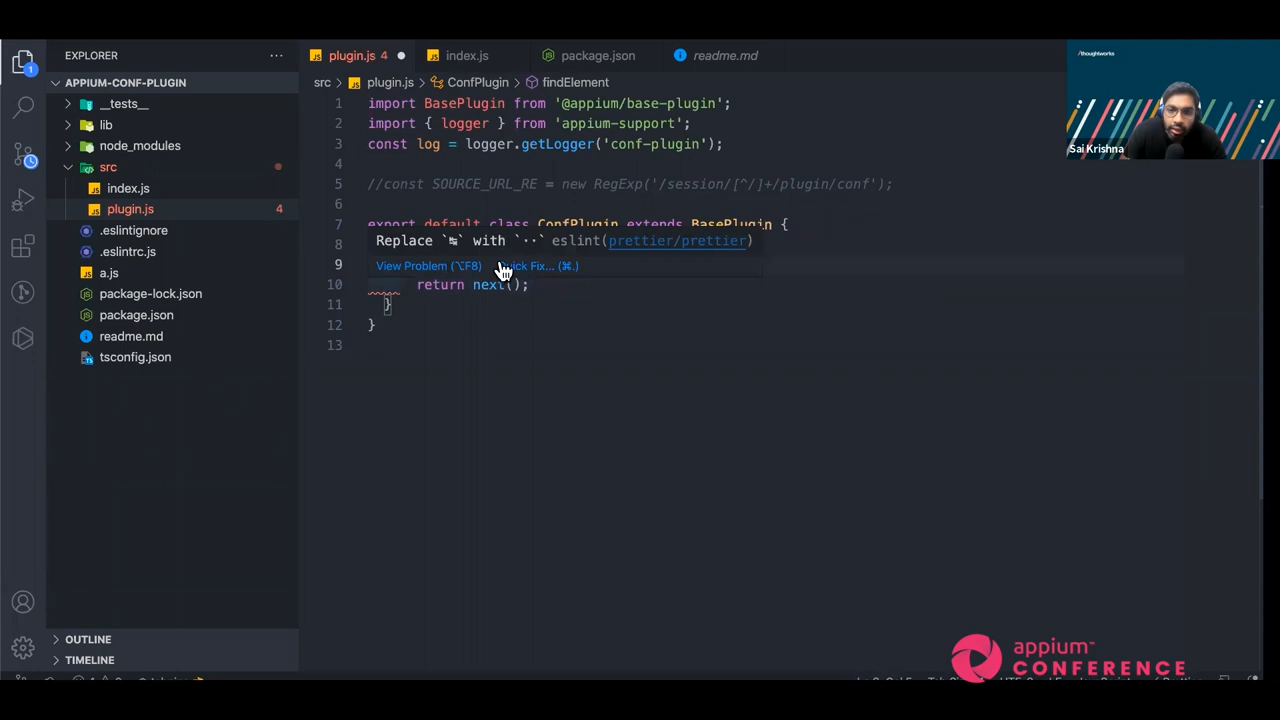 EXPLORER
plugin.js 4
index.js
package.json
readme.md
APPIUM-CONF-PLUGIN
src > plugin.js > ConfPlugin > findElement
__tests__
lib
node_modules
src
index.js
plugin.js 4
.eslintignore
.eslintrc.js
a.js
package-lock.json
package.json
readme.md
tsconfig.json
OUTLINE
TIMELINE
1
1 import BasePlugin from '@appium/base-plugin';
2 import { logger } from 'appium-support';
3 const log = logger.getLogger('conf-plugin');
4
5 //const SOURCE_URL_RE = new RegExp('/session/[^/]+/plugin/conf');
6
7 export default class ConfPlugin extends BasePlugin {
8
Replace `↹` with `··` eslint(prettier/prettier)
9
View Problem (⌥F8) Quick Fix... (⌘.)
10 return next();
11 }
12 }
13
/thoughtworks
Sai Krishna
appium™
CONFERENCE